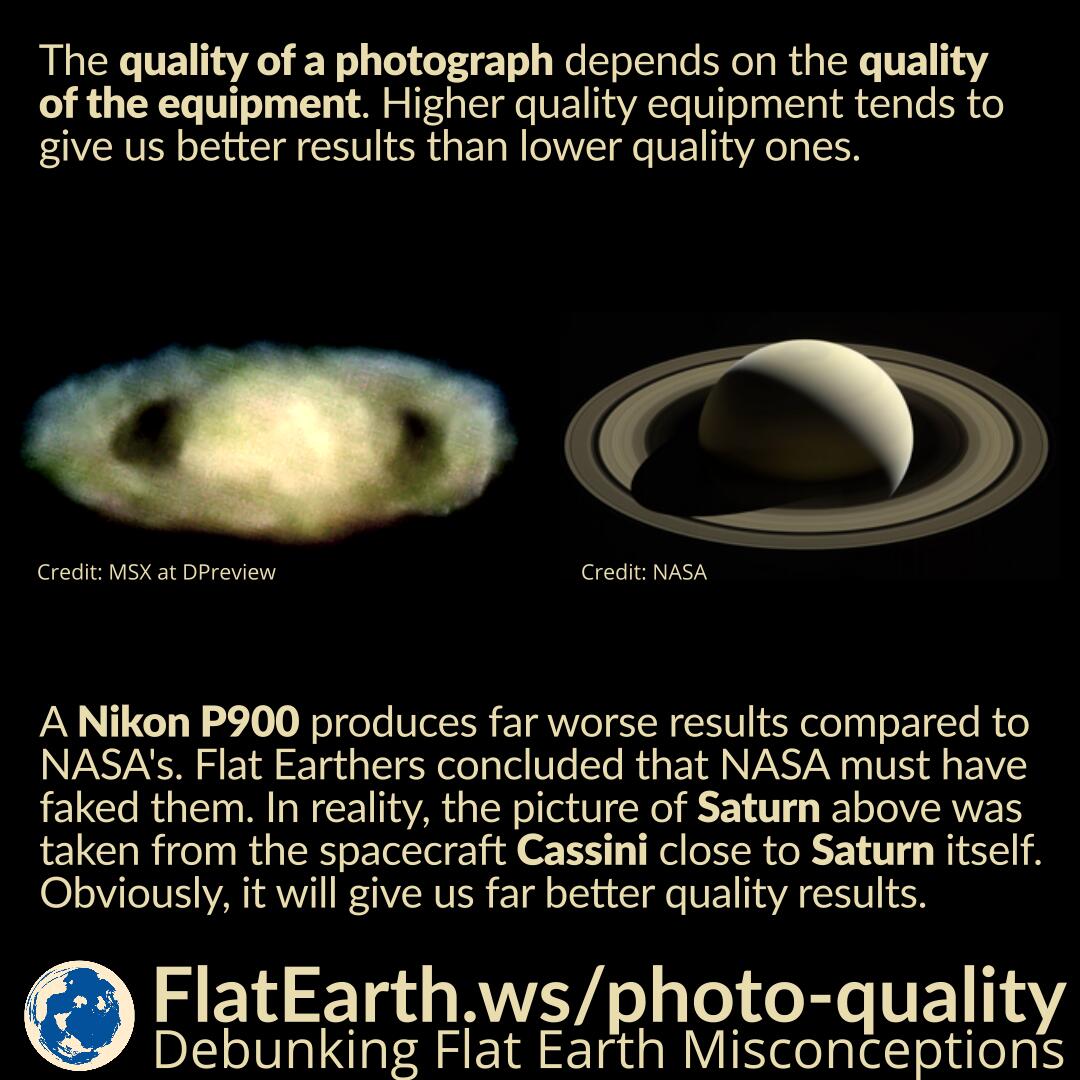 The quality of a photograph depends on the quality
of the equipment. Higher quality equipment tends to
give us better results than lower quality ones.
Credit: MSX at DPreview
Credit: NASA
A Nikon P900 produces far worse results compared to
NASA's. Flat Earthers concluded that NASA must have
faked them. In reality, the picture of Saturn above was
taken from the spacecraft Cassini close to Saturn itself.
Obviously, it will give us far better quality results.
FlatEarth.ws/photo-quality
Debunking Flat Earth Misconceptions